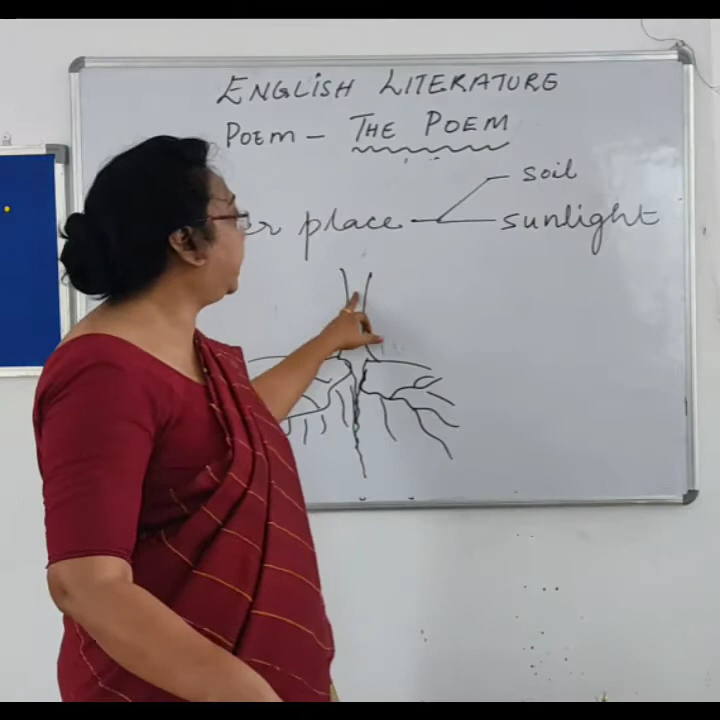 ENGLISH LITERATURE
POEM - THE POEM
soil
place
sunlight